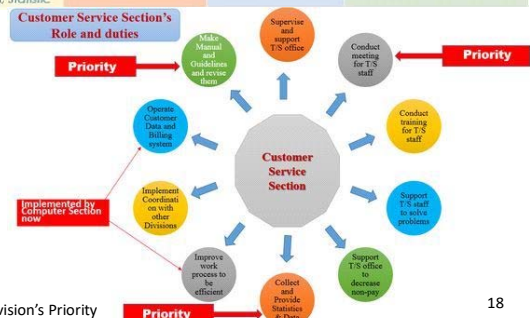 Statistic
Customer Service Section's
Role and duties
Supervise
and
support
T/S office
Make
Manual
and
Guidelines
and revise
them
Conduct
meeting
for T/S
staff
Priority
Priority
Operate
Customer
Data and
Billing
system
Conduct
training
for T/S
staff
Customer
Service
Section
Implement
Coordinati
on with
other
Divisions
Support
T/S staff
to solve
problems
Implemented by
Computer Section
now
Improve
work
process to
be
efficient
Support
T/S office
to
decrease
non-pay
Collect
and
Provide
Statistics
& Data
Priority
vision's Priority
18